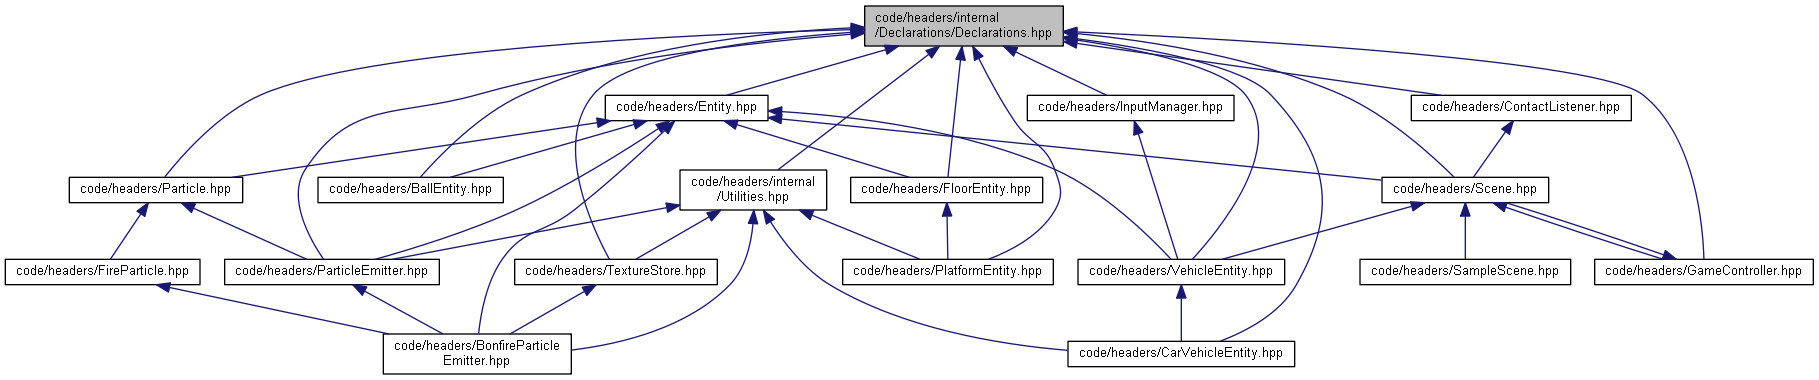 code/headers/internal
/Declarations/Declarations.hpp
code/headers/Entity.hpp
code/headers/InputManager.hpp
code/headers/ContactListener.hpp
code/headers/Particle.hpp
code/headers/BallEntity.hpp
code/headers/internal
/Utilities.hpp
code/headers/FloorEntity.hpp
code/headers/Scene.hpp
code/headers/FireParticle.hpp
code/headers/ParticleEmitter.hpp
code/headers/TextureStore.hpp
code/headers/PlatformEntity.hpp
code/headers/VehicleEntity.hpp
code/headers/SampleScene.hpp
code/headers/GameController.hpp
code/headers/BonfireParticle
Emitter.hpp
code/headers/CarVehicleEntity.hpp